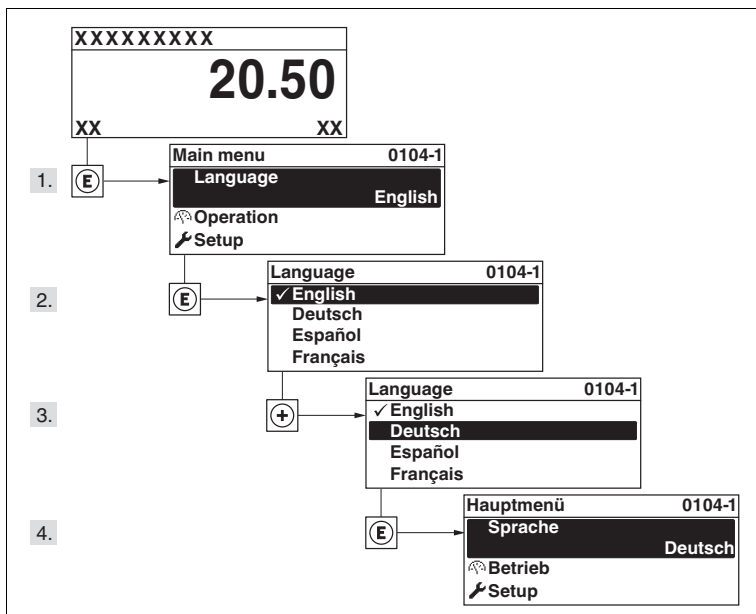 XXXXXXXXX
20.50
XX XX
Main menu 0104-1
1. E Language
English
Operation
Setup
Language 0104-1
2. E ✓ English
Deutsch
Español
Français
Language 0104-1
3. + ✓ English
Deutsch
Español
Français
Hauptmenü 0104-1
4. E Sprache
Deutsch
Betrieb
Setup